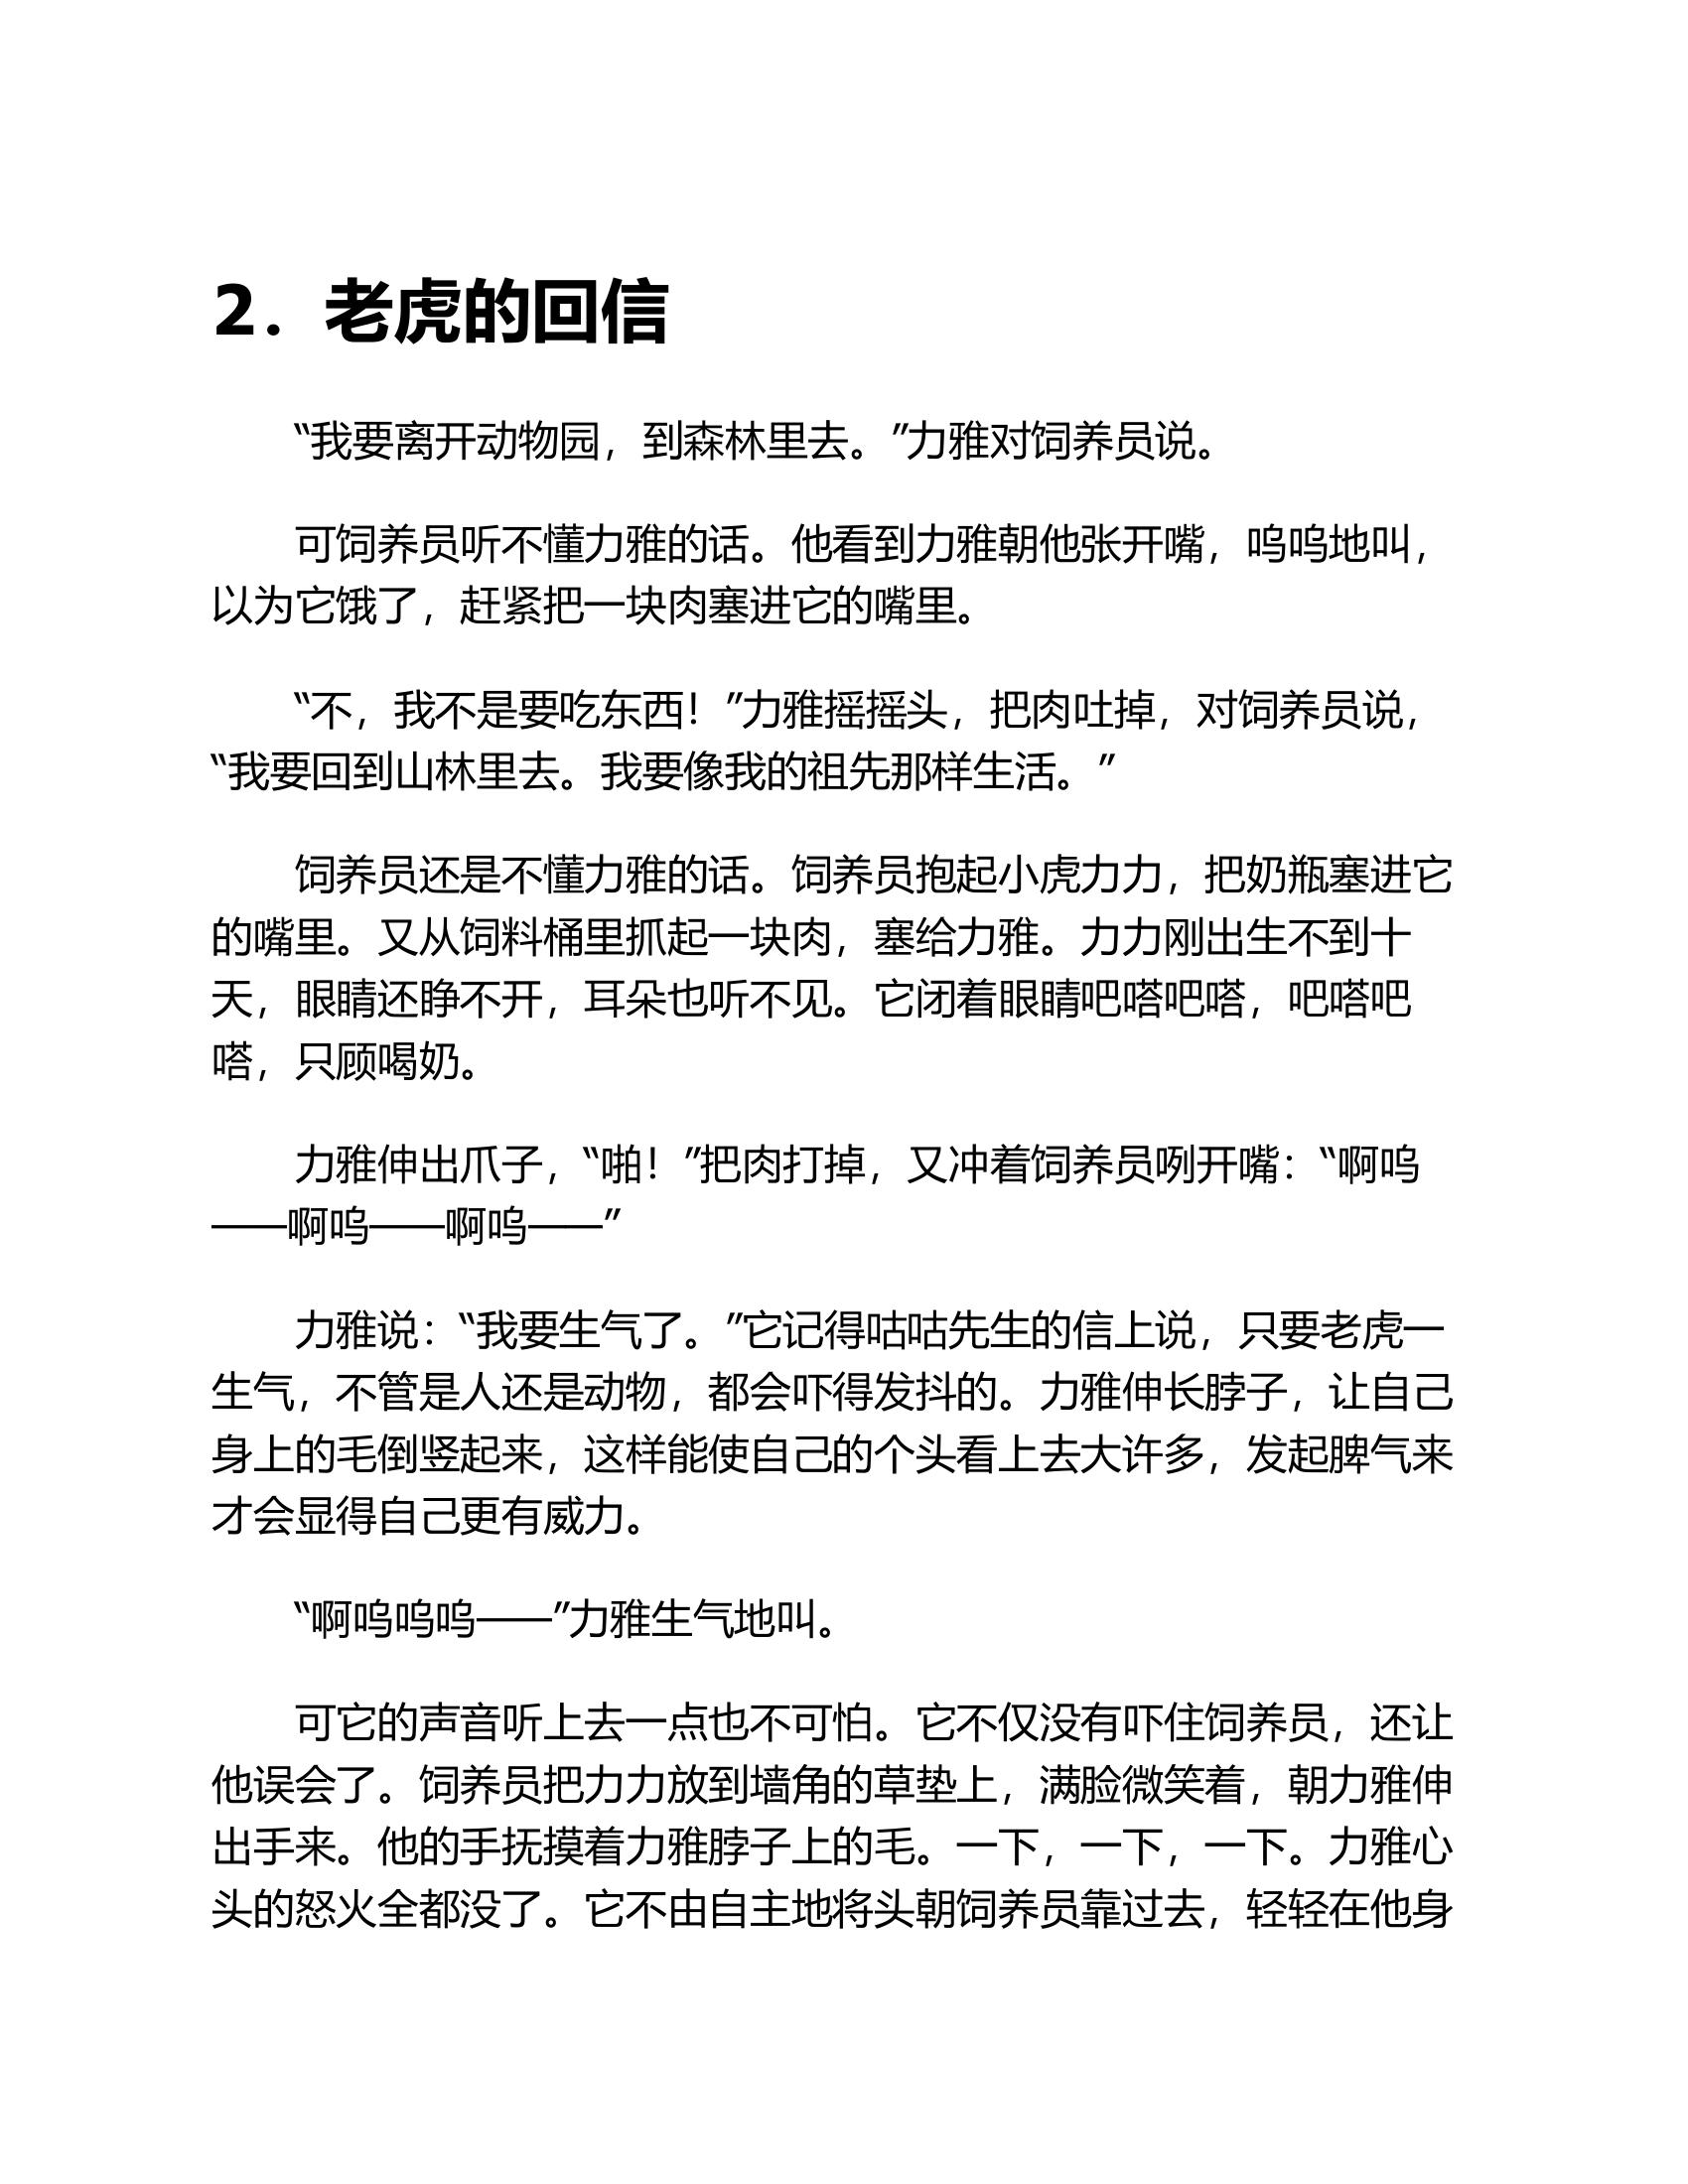 2．老虎的回信
“我要离开动物园，到森林里去。”力雅对饲养员说。
可饲养员听不懂力雅的话。他看到力雅朝他张开嘴，呜呜地叫，
以为它饿了，赶紧把一块肉塞进它的嘴里。
“不，我不是要吃东西！”力雅摇摇头，把肉吐掉，对饲养员说，
“我要回到山林里去。我要像我的祖先那样生活。”
饲养员还是不懂力雅的话。饲养员抱起小虎力力，把奶瓶塞进它
的嘴里。又从饲料桶里抓起一块肉，塞给力雅。力力刚出生不到十
天，眼睛还睁不开，耳朵也听不见。它闭着眼睛吧嗒吧嗒，吧嗒吧
嗒，只顾喝奶。
力雅伸出爪子，“啪！”把肉打掉，又冲着饲养员咧开嘴：“啊呜
——啊呜——啊呜——”
力雅说：“我要生气了。”它记得咕咕先生的信上说，只要老虎一
生气，不管是人还是动物，都会吓得发抖的。力雅伸长脖子，让自己
身上的毛倒竖起来，这样能使自己的个头看上去大许多，发起脾气来
才会显得自己更有威力。
“啊呜呜呜——”力雅生气地叫。
可它的声音听上去一点也不可怕。它不仅没有吓住饲养员，还让
他误会了。饲养员把力力放到墙角的草垫上，满脸微笑着，朝力雅伸
出手来。他的手抚摸着力雅脖子上的毛。一下，一下，一下。力雅心
头的怒火全都没了。它不由自主地将头朝饲养员靠过去，轻轻在他身